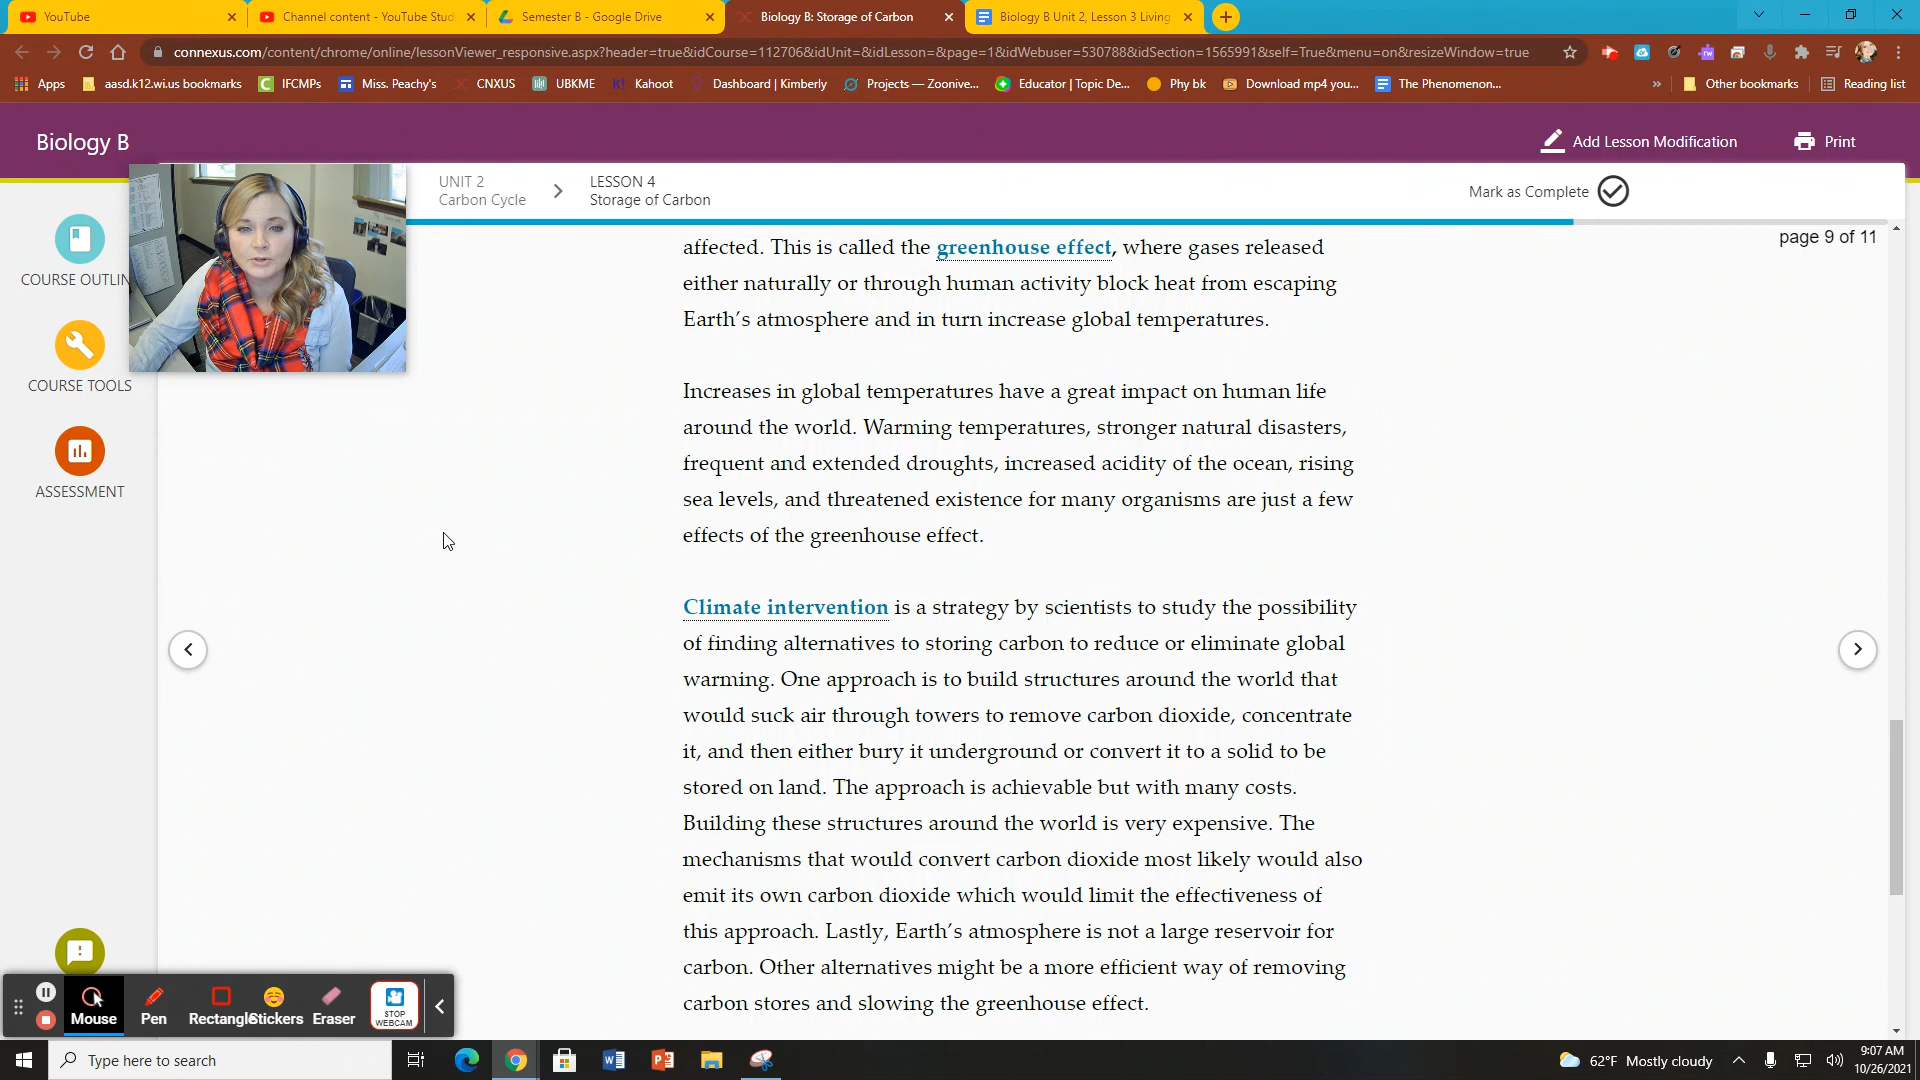 YouTube
Channel content - YouTube Stud
Semester B - Google Drive
Biology B: Storage of Carbon
Biology B Unit 2, Lesson 3 Living
connexus.com/content/chrome/online/lessonViewer_responsive.aspx?header=true&idCourse=112706&idUnit=&idLesson=&page=1&idWebuser=530788&idSection=1565991&self=True&menu=on&resizeWindow=true
Apps
aasd.k12.wi.us bookmarks
IFCMPs
Miss. Peachy's
CNXUS
UBKME
Kahoot
Dashboard | Kimberly
Projects — Zoonive...
Educator | Topic De...
Phy bk
Download mp4 you...
The Phenomenon...
Other bookmarks
Reading list
Biology B
Add Lesson Modification
Print
UNIT 2
Carbon Cycle
LESSON 4
Storage of Carbon
Mark as Complete
page 9 of 11
COURSE OUTLIN
COURSE TOOLS
ASSESSMENT
affected. This is called the greenhouse effect, where gases released
either naturally or through human activity block heat from escaping
Earth's atmosphere and in turn increase global temperatures.
Increases in global temperatures have a great impact on human life
around the world. Warming temperatures, stronger natural disasters,
frequent and extended droughts, increased acidity of the ocean, rising
sea levels, and threatened existence for many organisms are just a few
effects of the greenhouse effect.
Climate intervention is a strategy by scientists to study the possibility
of finding alternatives to storing carbon to reduce or eliminate global
warming. One approach is to build structures around the world that
would suck air through towers to remove carbon dioxide, concentrate
it, and then either bury it underground or convert it to a solid to be
stored on land. The approach is achievable but with many costs.
Building these structures around the world is very expensive. The
mechanisms that would convert carbon dioxide most likely would also
emit its own carbon dioxide which would limit the effectiveness of
this approach. Lastly, Earth's atmosphere is not a large reservoir for
carbon. Other alternatives might be a more efficient way of removing
carbon stores and slowing the greenhouse effect.
Mouse
Pen
Rectangle
Stickers
Eraser
STOP
WEBCAM
Type here to search
62°F Mostly cloudy
9:07 AM
10/26/2021